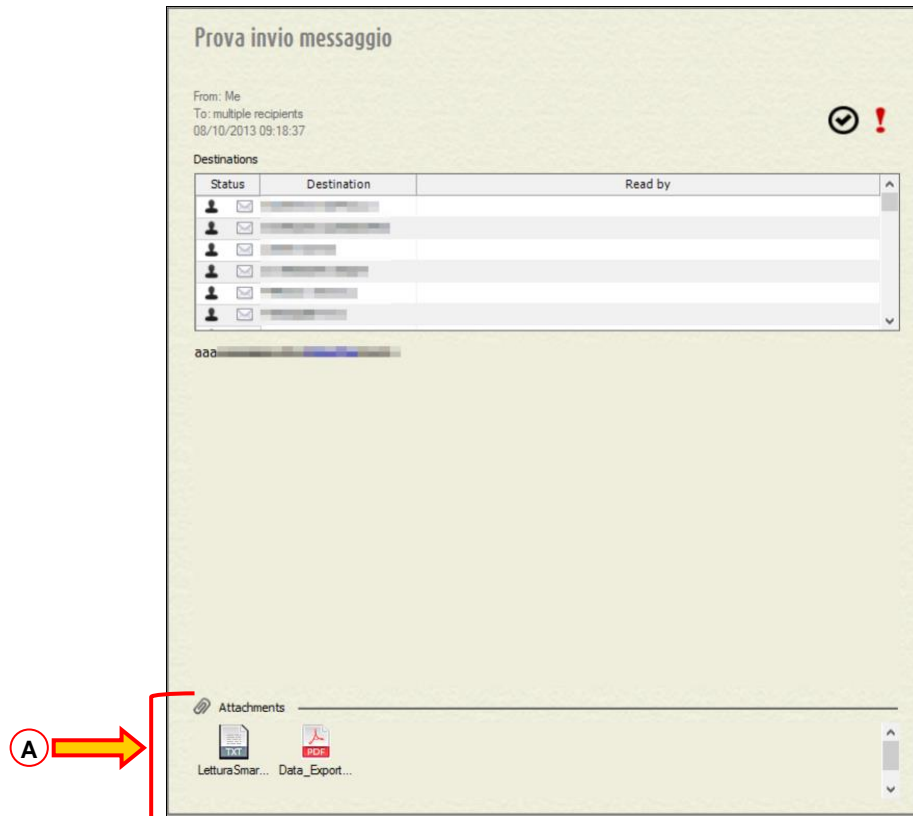 Prova invio messaggio
From: Me
To: multiple recipients
08/10/2013 09:18:37
Destinations
Status Destination Read by
aaa
Attachments
A
TXT PDF
LetturaSmar... Data_Export...